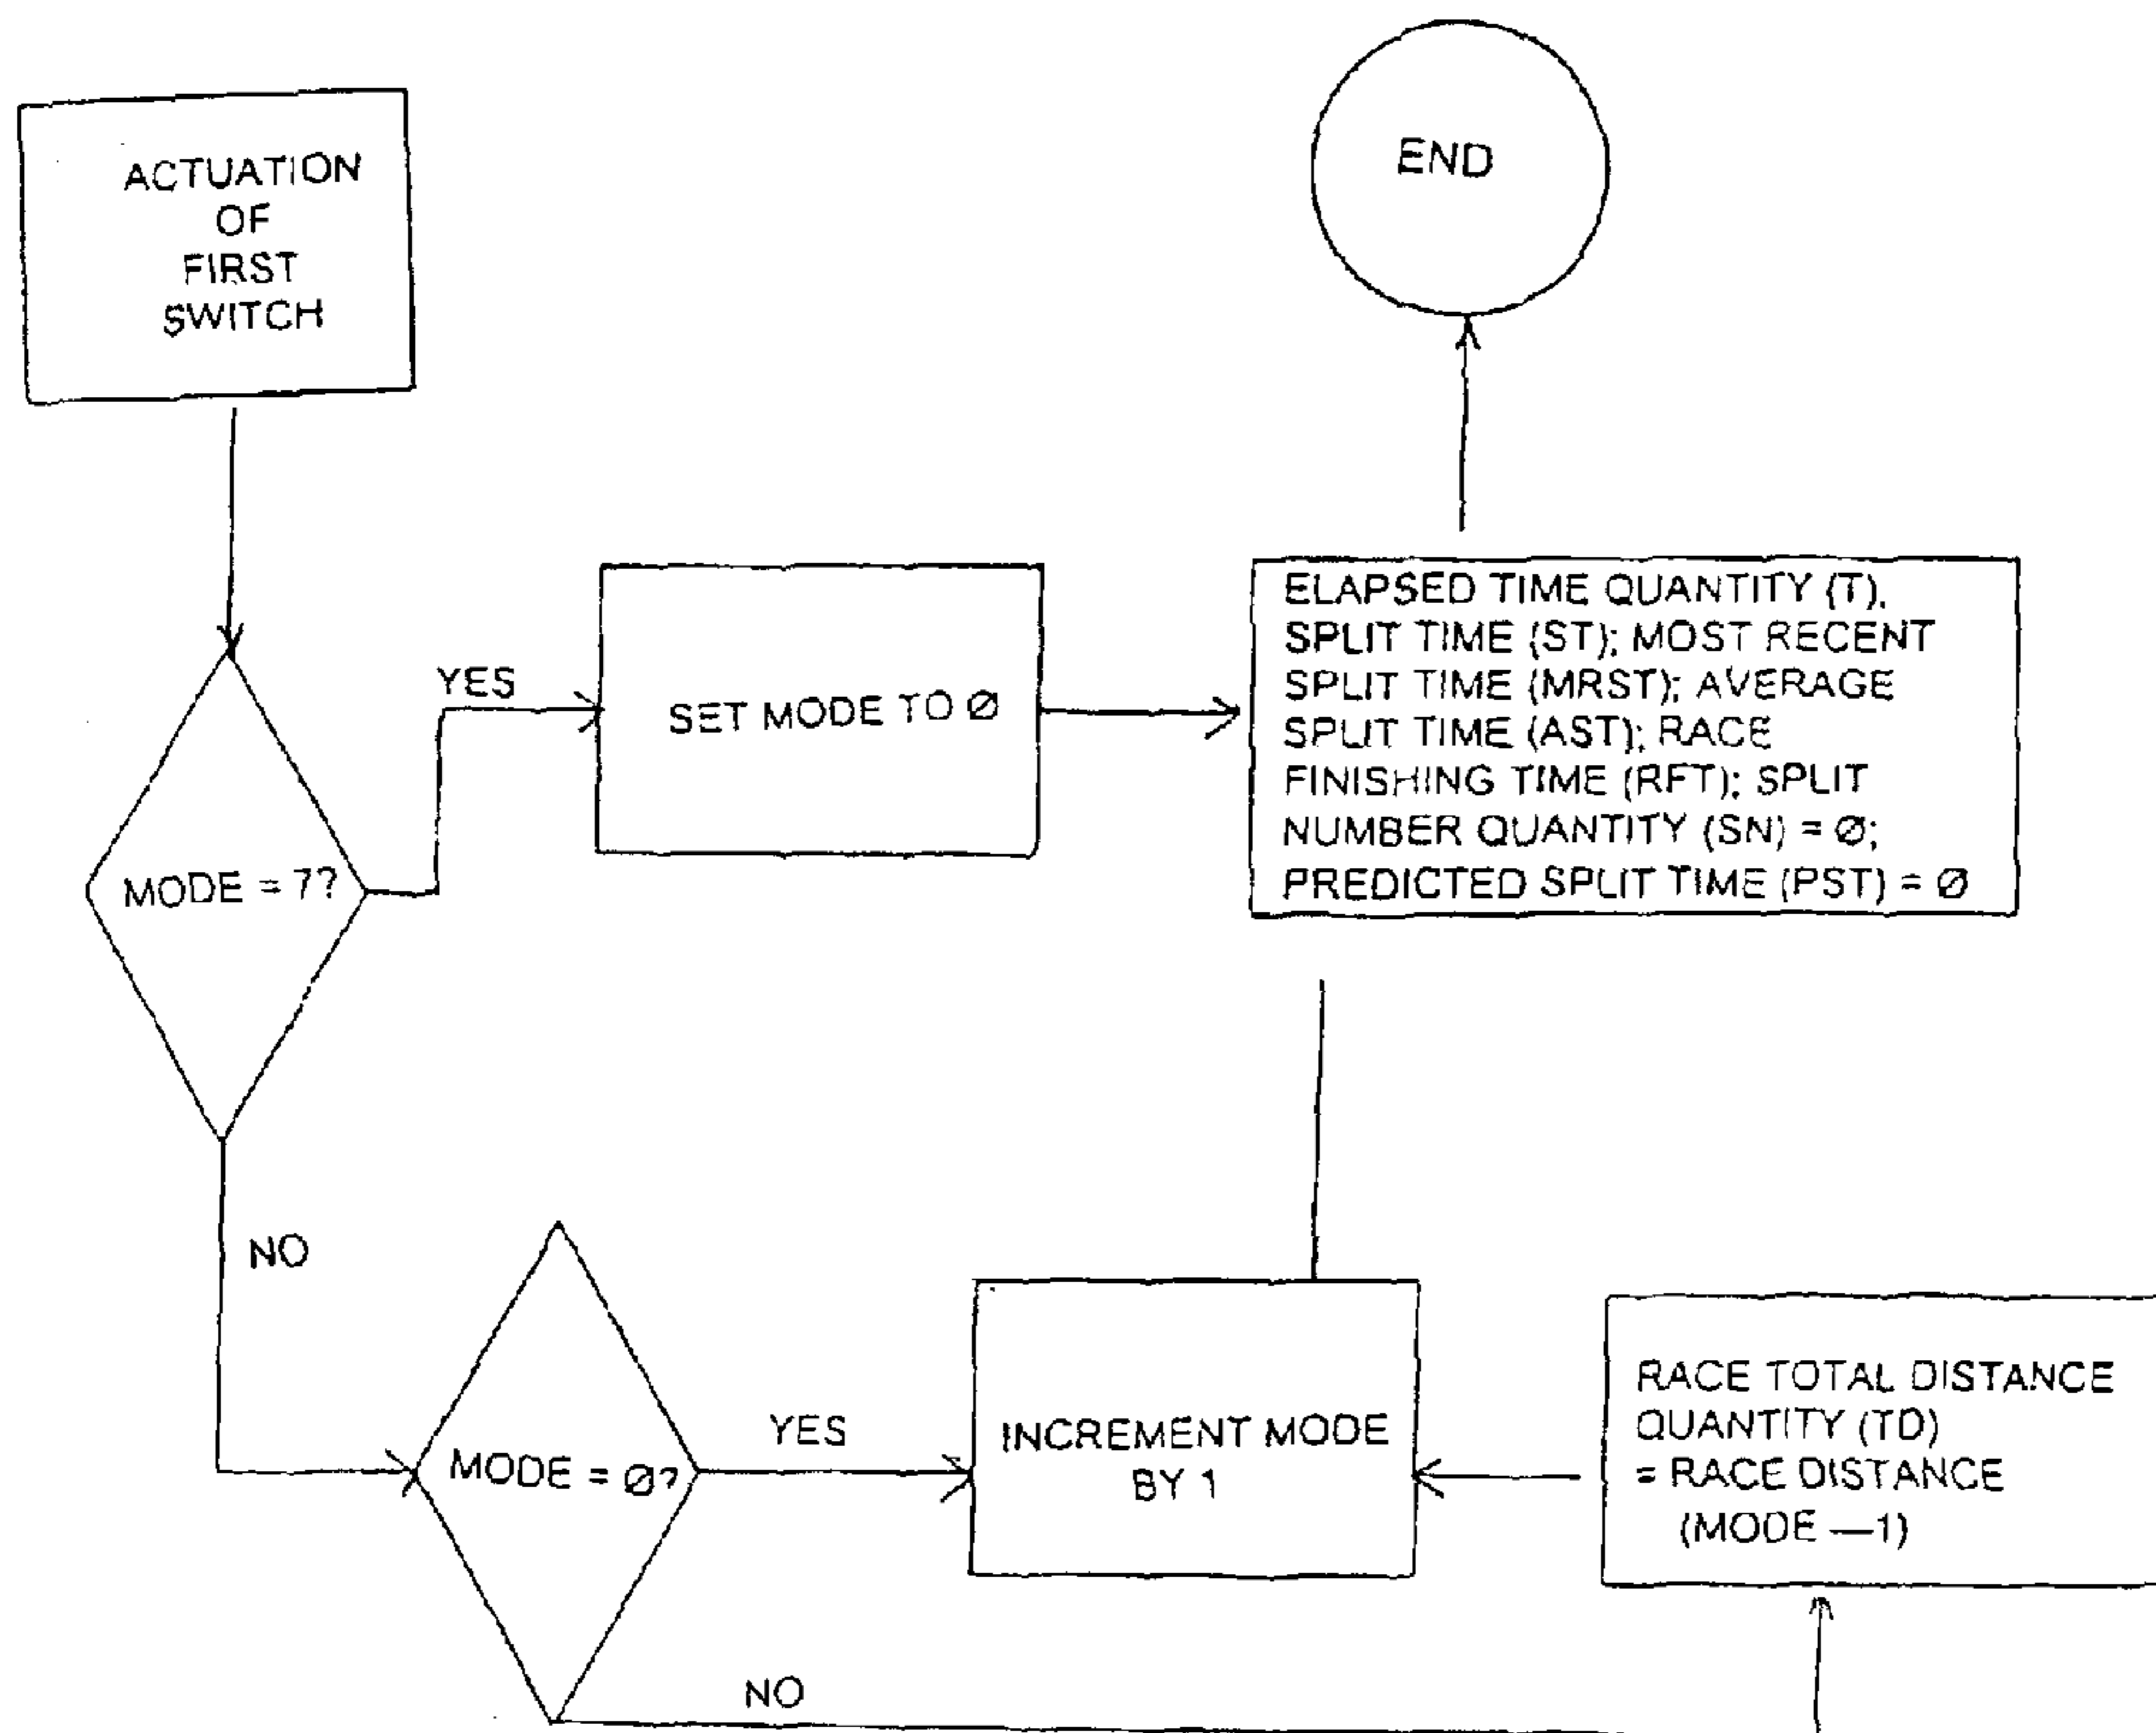 ACTUATION
OF
FIRST
SWITCH
END
YES
SET MODE TO Ø
ELAPSED TIME QUANTITY (T),
SPLIT TIME (ST); MOST RECENT
SPLIT TIME (MRST); AVERAGE
SPLIT TIME (AST); RACE
FINISHING TIME (RFT); SPLIT
NUMBER QUANTITY (SN) = Ø;
PREDICTED SPLIT TIME (PST) = Ø
MODE = 7?
NO
MODE = Ø?
YES
INCREMENT MODE
BY 1
RACE TOTAL DISTANCE
QUANTITY (TD)
= RACE DISTANCE
(MODE —1)
NO